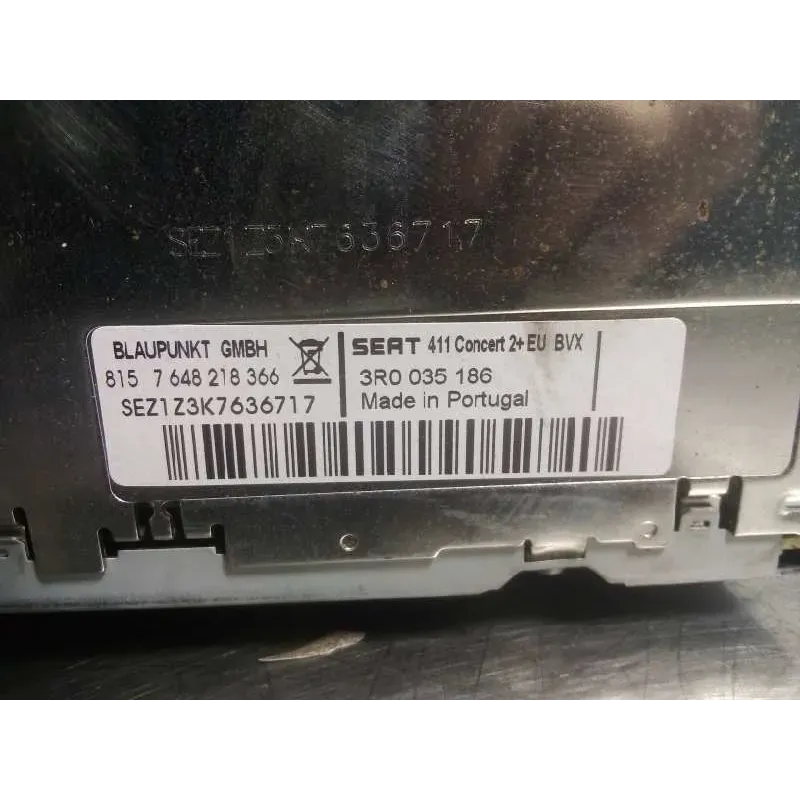 SEZ1Z3K7636717
BLAUPUNKT GMBH
815 7 648 218 366
SEZ1Z3K7636717
SEAT 411 Concert 2+ EU BVX
3R0 035 186
Made in Portugal